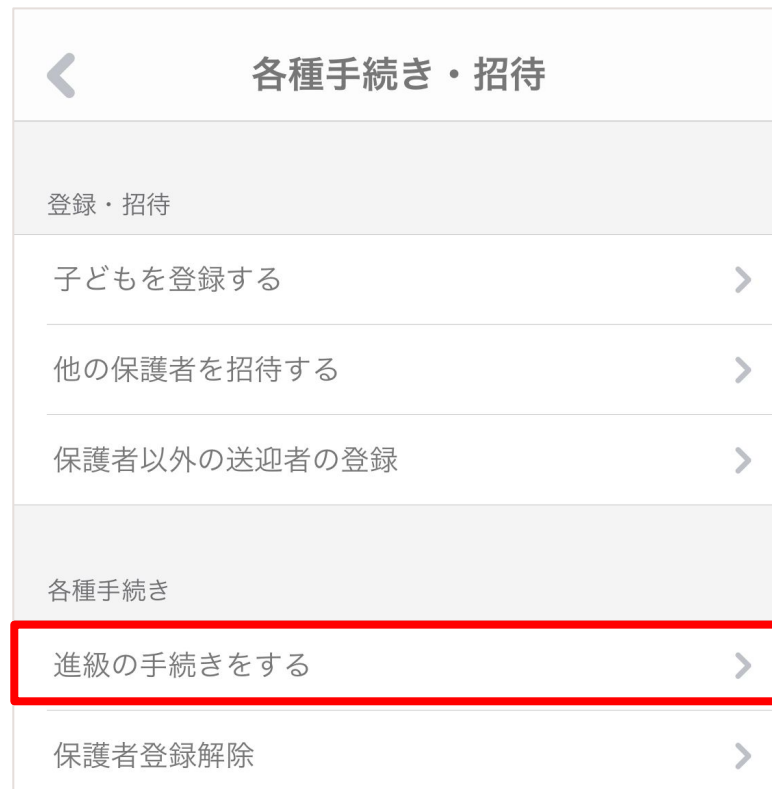 各種手続き・招待
登録・招待
子どもを登録する
他の保護者を招待する
保護者以外の送迎者の登録
各種手続き
進級の手続きをする
保護者登録解除